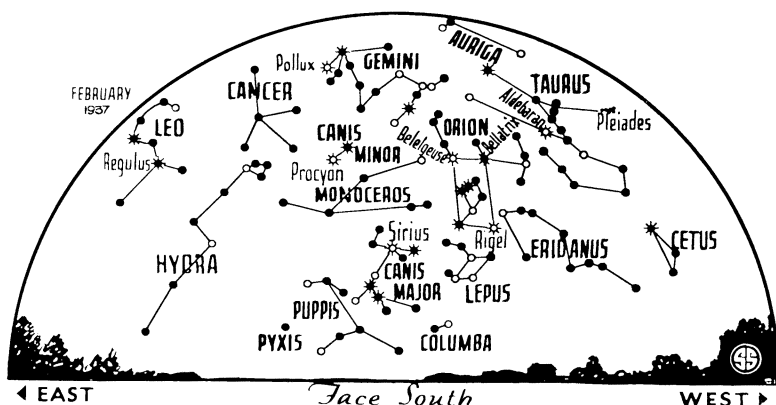 AURIGA
Pollux
GEMINI
TAURUS
FEBRUARY
1937
CANCER
Aldebaran
Pleiades
LEO
CANIS
MINOR
ORION
Betelgeuse
Bellatrix
Regulus
Procyon
MONOCEROS
Sirius
Rigel
ERIDANUS
CETUS
HYDRA
CANIS
MAJOR
LEPUS
PUPPIS
PYXIS
COLUMBA
SS
EAST
Face South
WEST